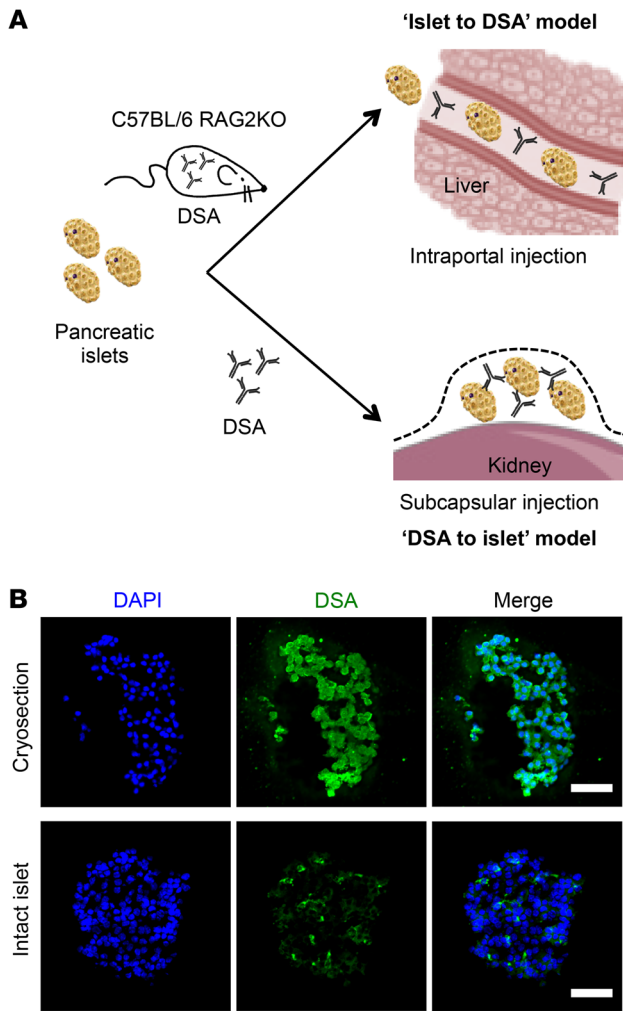 A
'Islet to DSA' model
C57BL/6 RAG2KO
DSA
Liver
Intraportal injection
Pancreatic
islets
DSA
Kidney
Subcapsular injection
'DSA to islet' model
B
DAPI
DSA
Merge
Cryosection
Intact islet